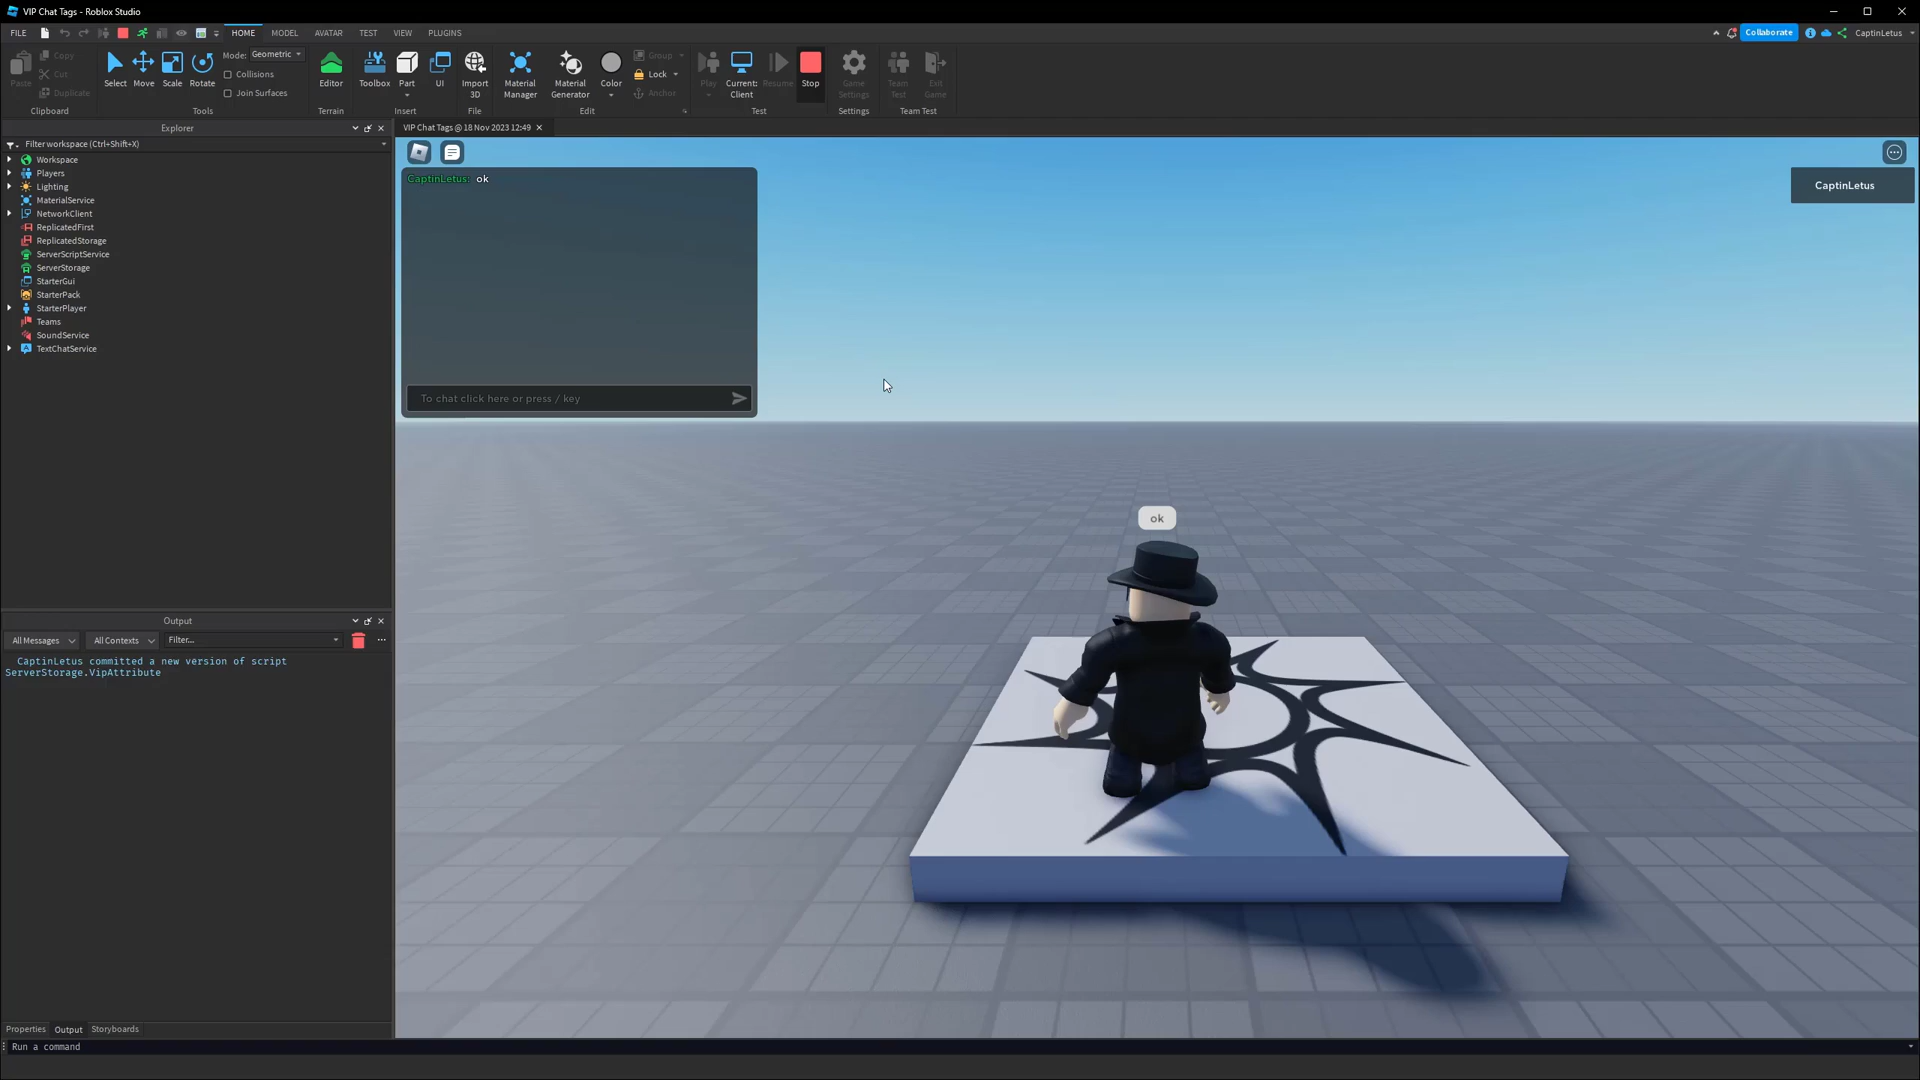 VIP Chat Tags - Roblox Studio
FILE HOME MODEL AVATAR TEST VIEW PLUGINS Collaborate CaptinLetus
Paste Copy Cut Duplicate
Select Move Scale Rotate Mode: Geometric Collisions Join Surfaces
Editor Toolbox Part UI Import 3D
Material Manager Material Generator Color Group Lock Anchor
Play Current: Client Resume Stop Game Settings Team Test Exit Game
Clipboard Tools Terrain Insert File Edit Test Settings Team Test
Explorer
VIP Chat Tags @ 18 Nov 2023 12:49
Filter workspace (Ctrl+Shift+X)
Workspace
Players
Lighting
MaterialService
NetworkClient
ReplicatedFirst
ReplicatedStorage
ServerScriptService
ServerStorage
StarterGui
StarterPack
StarterPlayer
Teams
SoundService
TextChatService
CaptinLetus: ok
To chat click here or press / key
CaptinLetus
ok
Output
All Messages All Contexts Filter...
CaptinLetus committed a new version of script
ServerStorage.VipAttribute
Properties Output Storyboards
Run a command